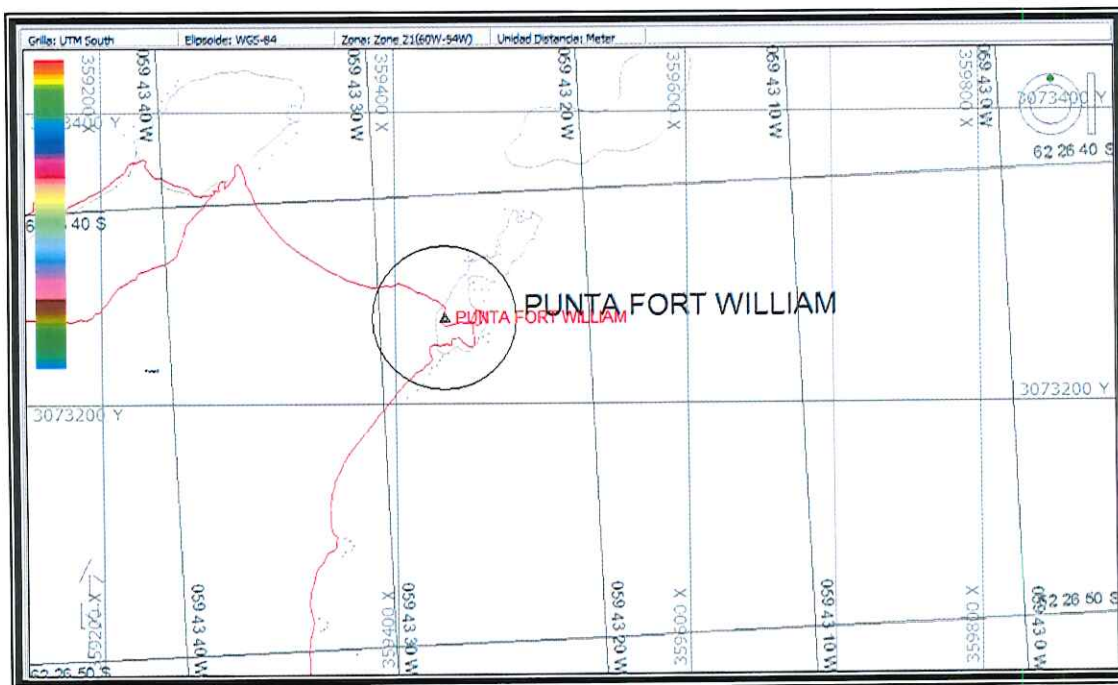 Grilla: UTM South Elipsoide: WGS-84 Zona: Zone 21(60W-54W) Unidad Distancia: Meter
359200 X
059 43 40 W
059 43 30 W
359400 X
059 43 20 W
359600 X
059 43 10 W
359800 X
059 43 0 W
3073400 Y
62 26 40 S
PUNTA FORT WILLIAM
PUNTA FORT WILLIAM
3073200 Y
3073200 Y
359200 X
059 43 40 W
359400 X
059 43 30 W
059 43 20 W
359600 X
059 43 10 W
359800 X
059 43 0 W
62 26 50 S
62 26 50 S